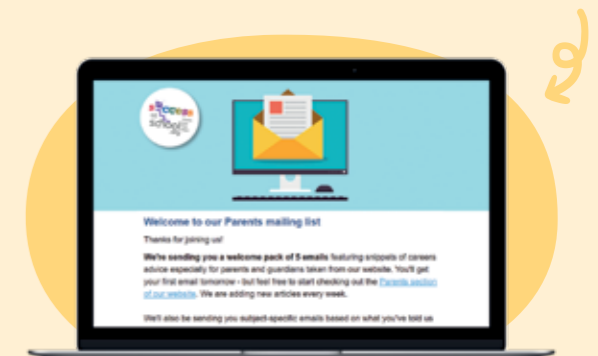 success
at
school
.org
Welcome to our Parents mailing list
Thanks for joining us!
We're sending you a welcome pack of 5 emails featuring snippets of careers
advice especially for parents and guardians taken from our website. You'll get
your first email tomorrow - but feel free to start checking out the Parents section
of our website. We are adding new articles every week.
We'll also be sending you subject-specific emails based on what you've told us